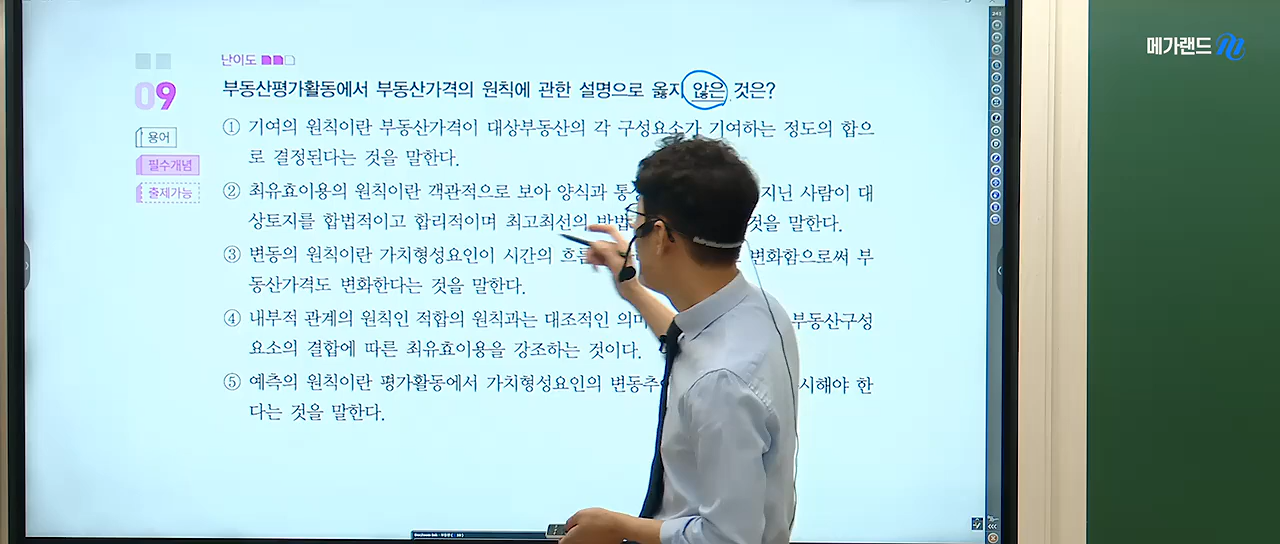 메가랜드
난이도
09
부동산평가활동에서 부동산가격의 원칙에 관한 설명으로 옳지 않은 것은?
용어
필수개념
출제가능
① 기여의 원칙이란 부동산가격이 대상부동산의 각 구성요소가 기여하는 정도의 합으
로 결정된다는 것을 말한다.
② 최유효이용의 원칙이란 객관적으로 보아 양식과 통 지닌 사람이 대
상토지를 합법적이고 합리적이며 최고최선의 방법 것을 말한다.
③ 변동의 원칙이란 가치형성요인이 시간의 흐름 변화함으로써 부
동산가격도 변화한다는 것을 말한다.
④ 내부적 관계의 원칙인 적합의 원칙과는 대조적인 의미 부동산구성
요소의 결합에 따른 최유효이용을 강조하는 것이다.
⑤ 예측의 원칙이란 평가활동에서 가치형성요인의 변동추 시해야 한
다는 것을 말한다.